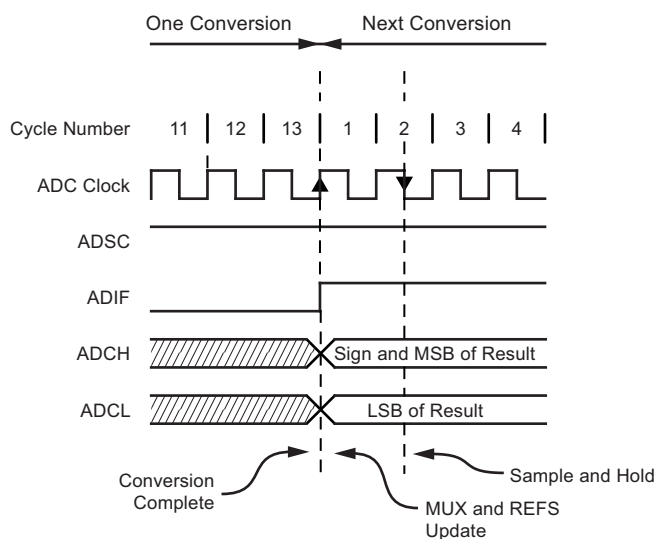 One Conversion Next Conversion
Cycle Number 11 12 13 1 2 3 4
ADC Clock
ADSC
ADIF
ADCH Sign and MSB of Result
ADCL LSB of Result
Conversion
Complete
MUX and REFS
Update
Sample and Hold